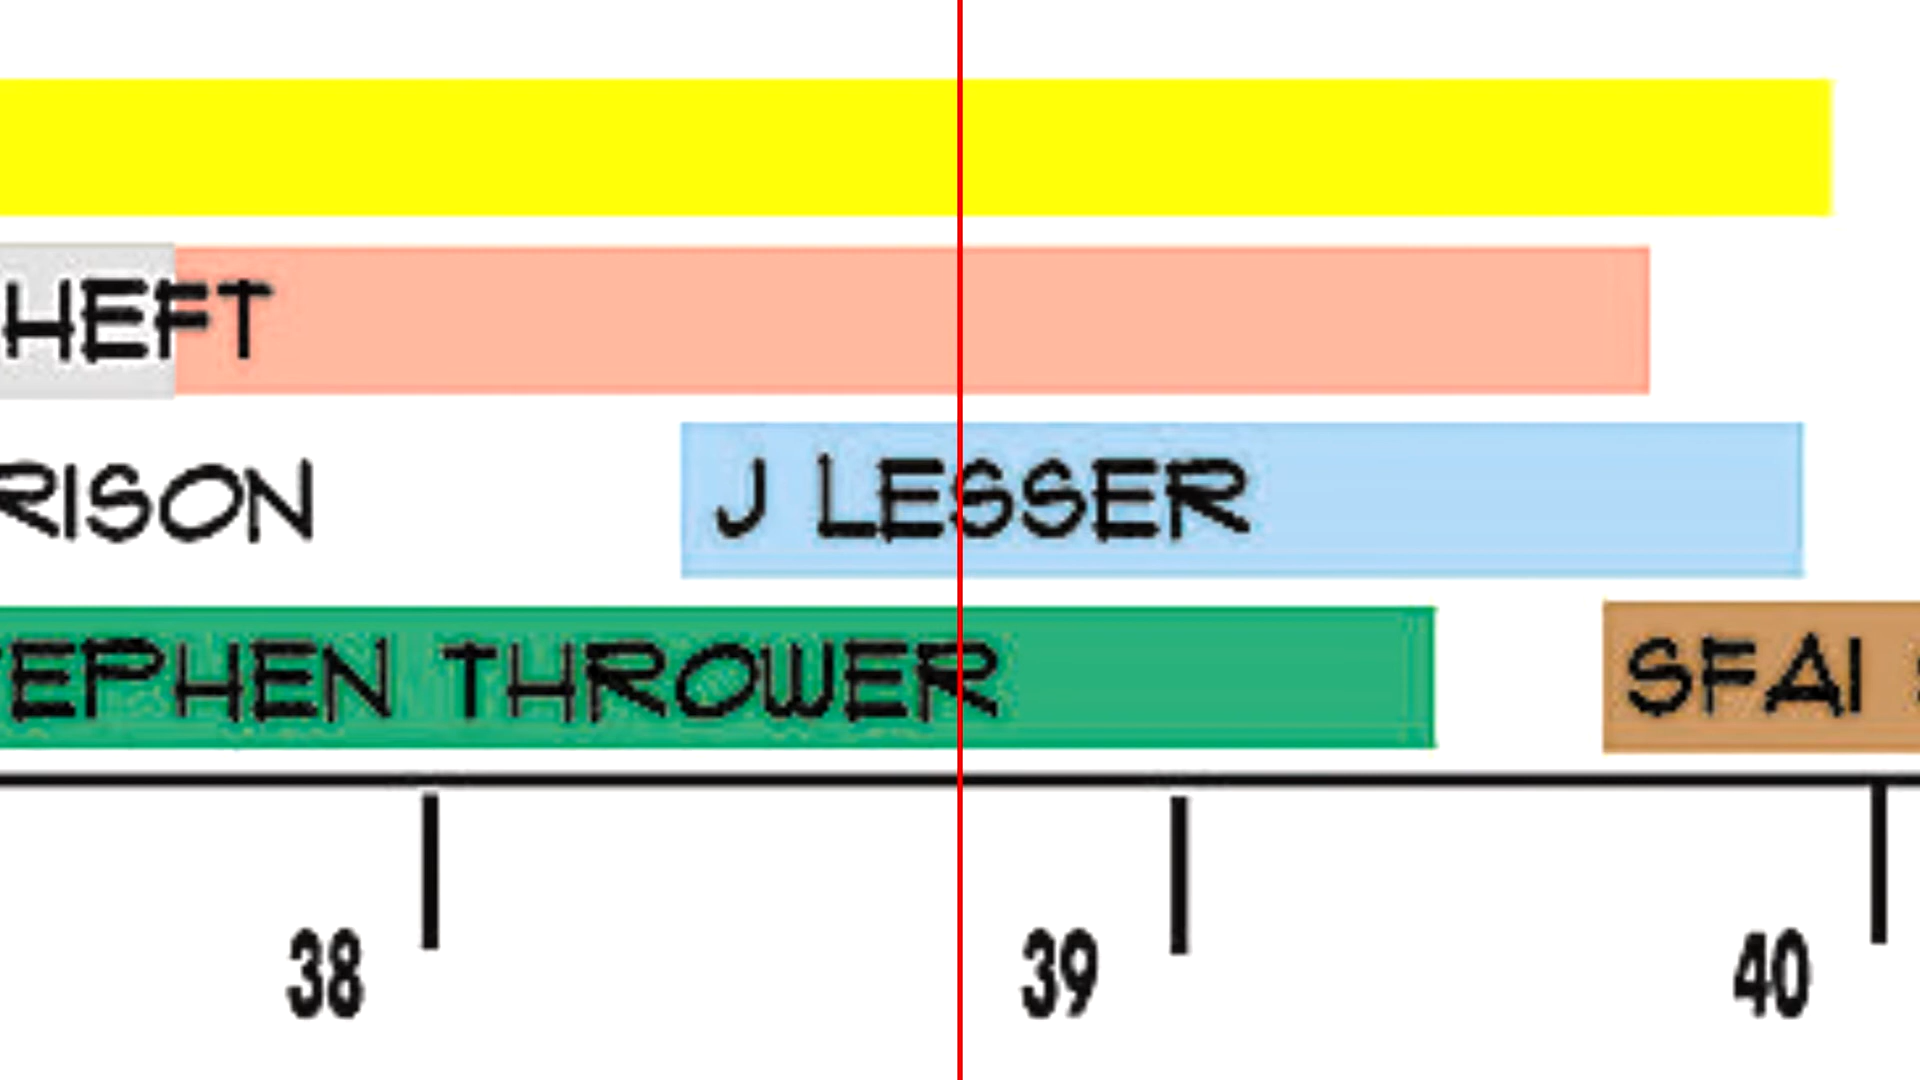 HEFT
RISON J LESSER
EPHEN THROWER SFAI
38 39 40